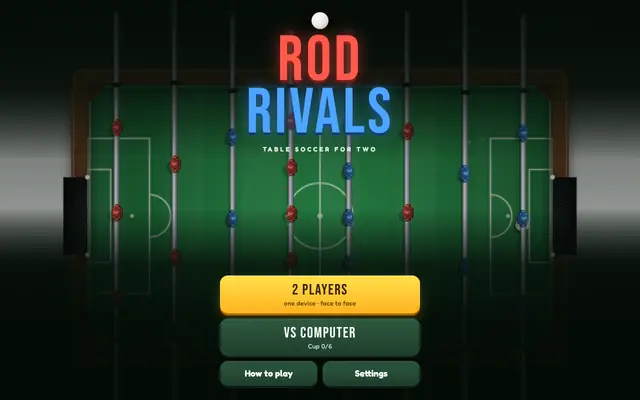 ROD
RIVALS
TABLE SOCCER FOR TWO
2 PLAYERS
one device · face to face
VS COMPUTER
Cup 0/6
How to play
Settings